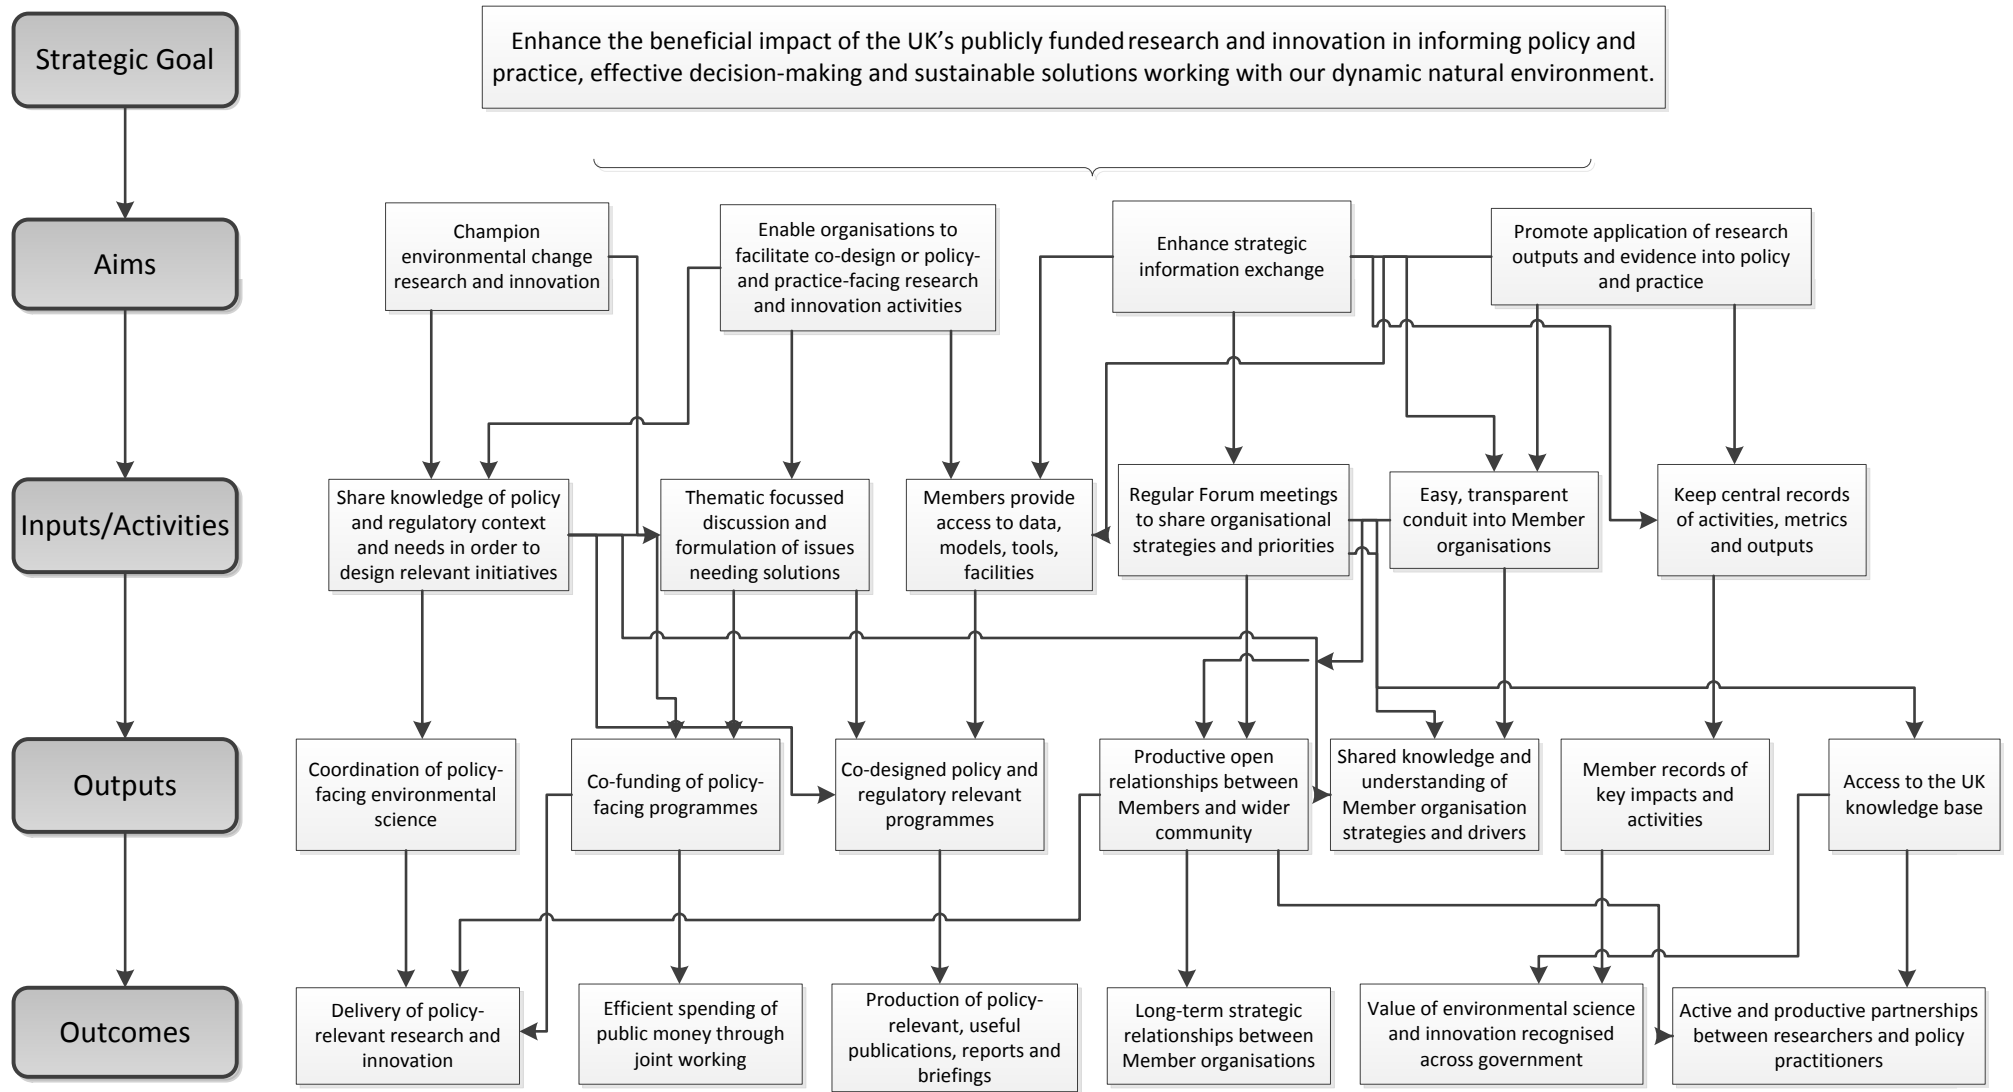 Strategic Goal
Enhance the beneficial impact of the UK's publicly funded research and innovation in informing policy and
practice, effective decision-making and sustainable solutions working with our dynamic natural environment.
Aims
Champion
environmental change
research and innovation
Enable organisations to
facilitate co-design or policy-
and practice-facing research
and innovation activities
Enhance strategic
information exchange
Promote application of research
outputs and evidence into policy
and practice
Inputs/Activities
Share knowledge of policy
and regulatory context
and needs in order to
design relevant initiatives
Thematic focussed
discussion and
formulation of issues
needing solutions
Members provide
access to data,
models, tools,
facilities
Regular Forum meetings
to share organisational
strategies and priorities
Easy, transparent
conduit into Member
organisations
Keep central records
of activities, metrics
and outputs
Outputs
Coordination of policy-
facing environmental
science
Co-funding of policy-
facing programmes
Co-designed policy and
regulatory relevant
programmes
Productive open
relationships between
Members and wider
community
Shared knowledge and
understanding of
Member organisation
strategies and drivers
Member records of
key impacts and
activities
Access to the UK
knowledge base
Outcomes
Delivery of policy-
relevant research and
innovation
Efficient spending of
public money through
joint working
Production of policy-
relevant, useful
publications, reports and
briefings
Long-term strategic
relationships between
Member organisations
Value of environmental science
and innovation recognised
across government
Active and productive partnerships
between researchers and policy
practitioners